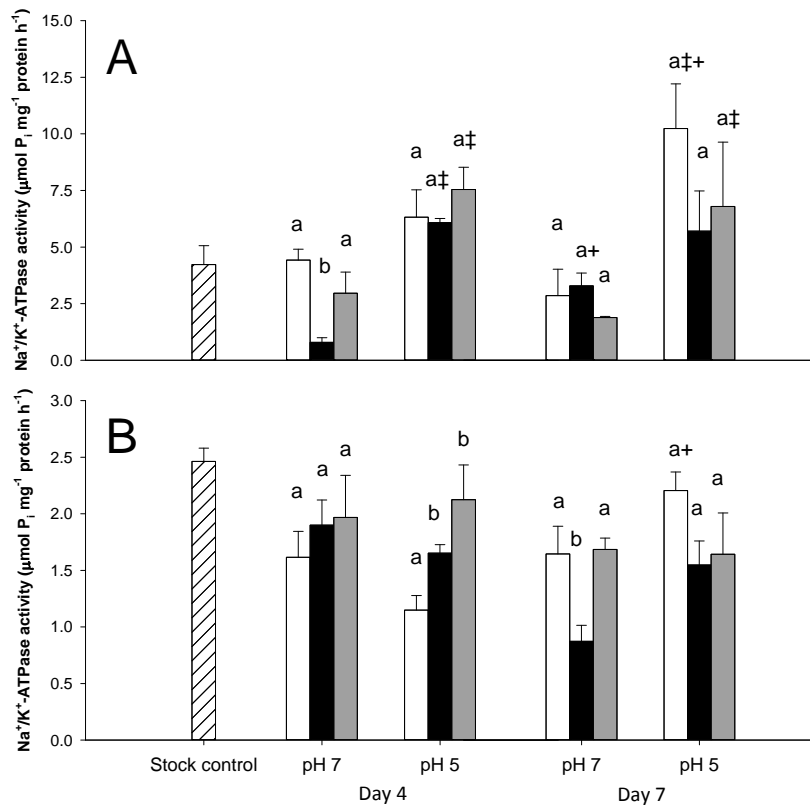 A
Na⁺/K⁺-ATPase activity (μmol Pᵢ mg⁻¹ protein h⁻¹)
15.0
12.5
10.0
7.5
5.0
2.5
0.0
a
b
a
a
a‡
a‡
a
a+
a
a‡+
a
a‡
B
Na⁺/K⁺-ATPase activity (μmol Pᵢ mg⁻¹ protein h⁻¹)
3.0
2.5
2.0
1.5
1.0
0.5
0.0
a
a
a
a
b
b
a
b
a
a+
a
a
Stock control pH 7 pH 5 pH 7 pH 5
Day 4 Day 7